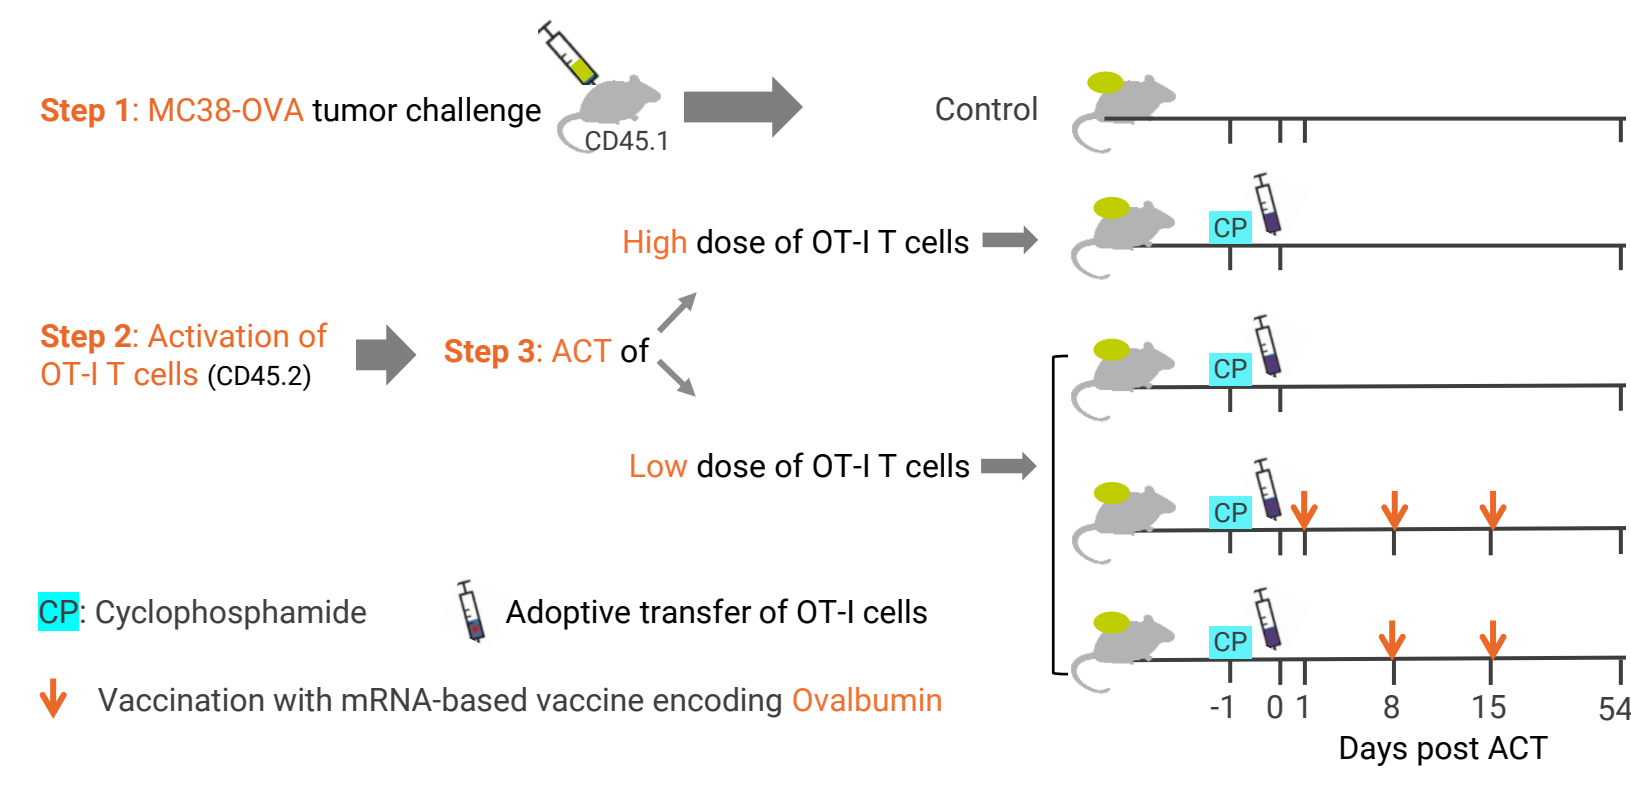 Step 1: MC38-OVA tumor challenge
CD45.1
Control
CP
High dose of OT-I T cells
Step 2: Activation of
OT-I T cells (CD45.2)
Step 3: ACT of
CP
Low dose of OT-I T cells
CP
CP: Cyclophosphamide
Adoptive transfer of OT-I cells
CP
Vaccination with mRNA-based vaccine encoding Ovalbumin
-1 0 1 8 15 54
Days post ACT